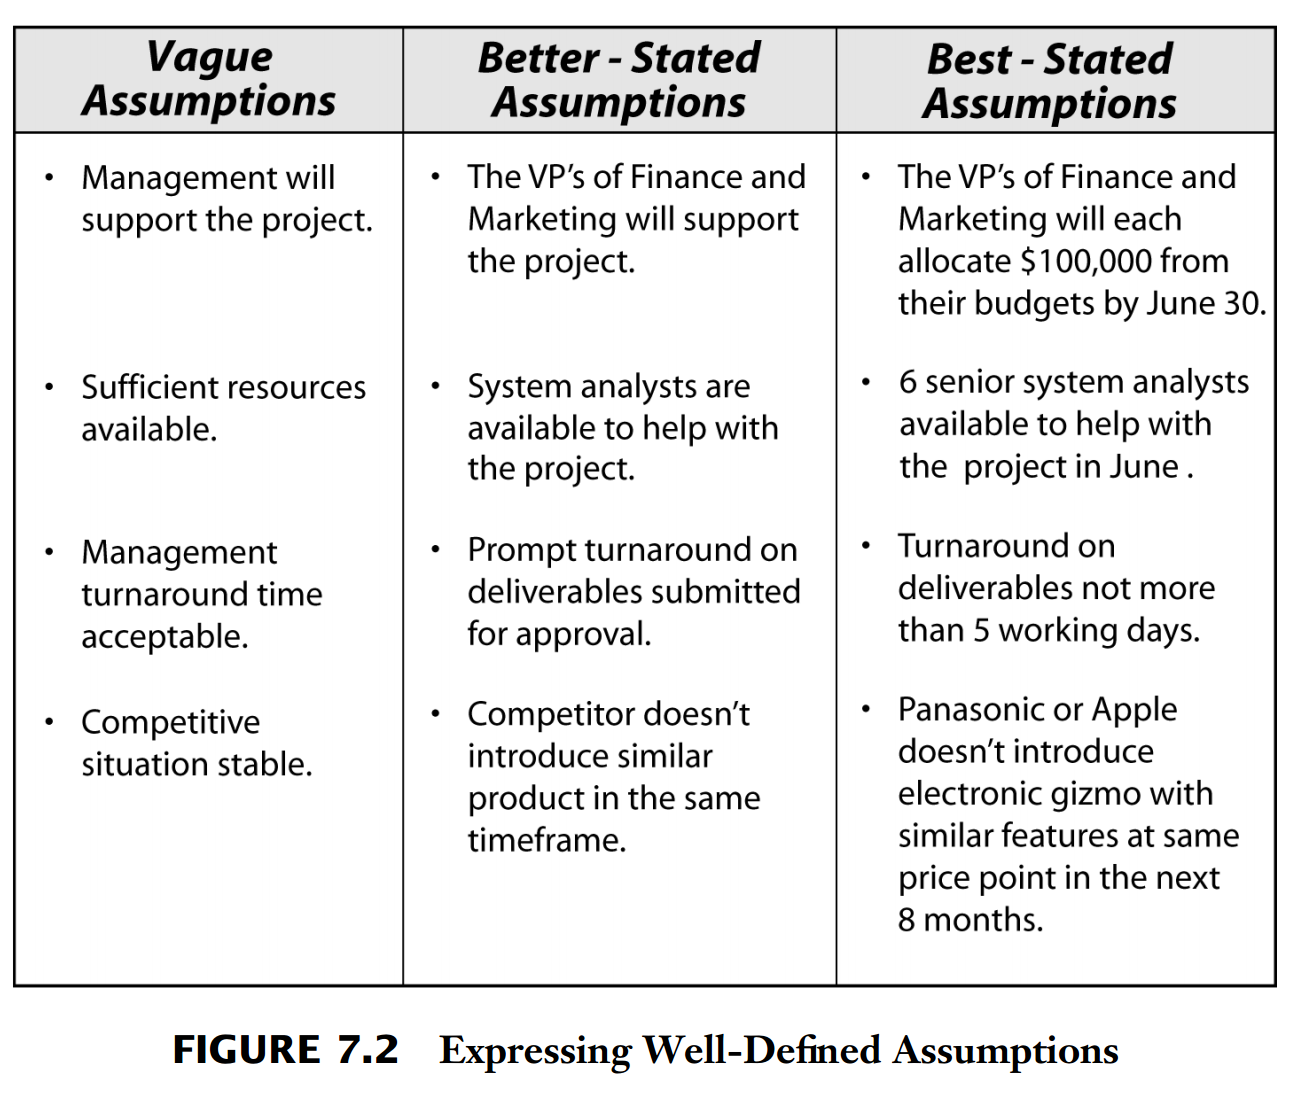 Vague
Assumptions
Better - Stated
Assumptions
Best - Stated
Assumptions
• Management will
support the project.
• Sufficient resources
available.
• Management
turnaround time
acceptable.
• Competitive
situation stable.
• The VP’s of Finance and
Marketing will support
the project.
• System analysts are
available to help with
the project.
• Prompt turnaround on
deliverables submitted
for approval.
• Competitor doesn’t
introduce similar
product in the same
timeframe.
• The VP’s of Finance and
Marketing will each
allocate $100,000 from
their budgets by June 30.
• 6 senior system analysts
available to help with
the  project in June .
• Turnaround on
deliverables not more
than 5 working days.
• Panasonic or Apple
doesn’t introduce
electronic gizmo with
similar features at same
price point in the next
8 months.
FIGURE 7.2 Expressing Well-Defined Assumptions